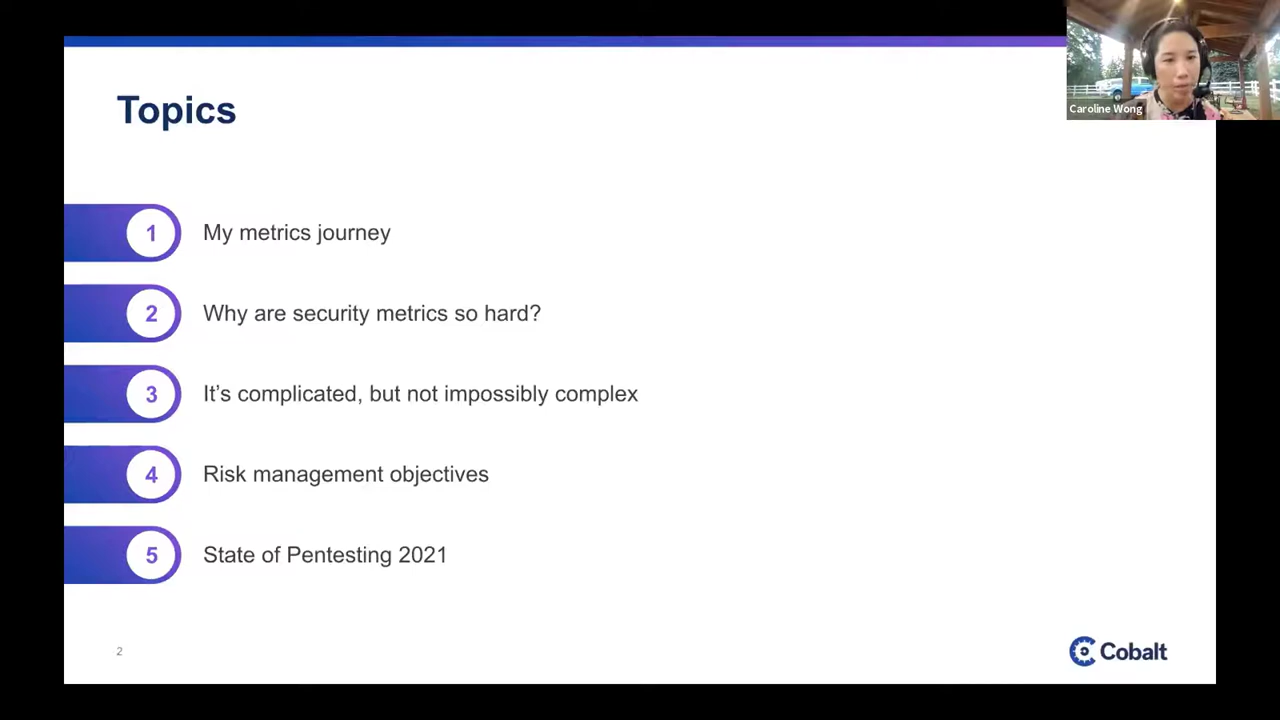 Topics
Caroline Wong
1 My metrics journey
2 Why are security metrics so hard?
3 It’s complicated, but not impossibly complex
4 Risk management objectives
5 State of Pentesting 2021
2
Cobalt